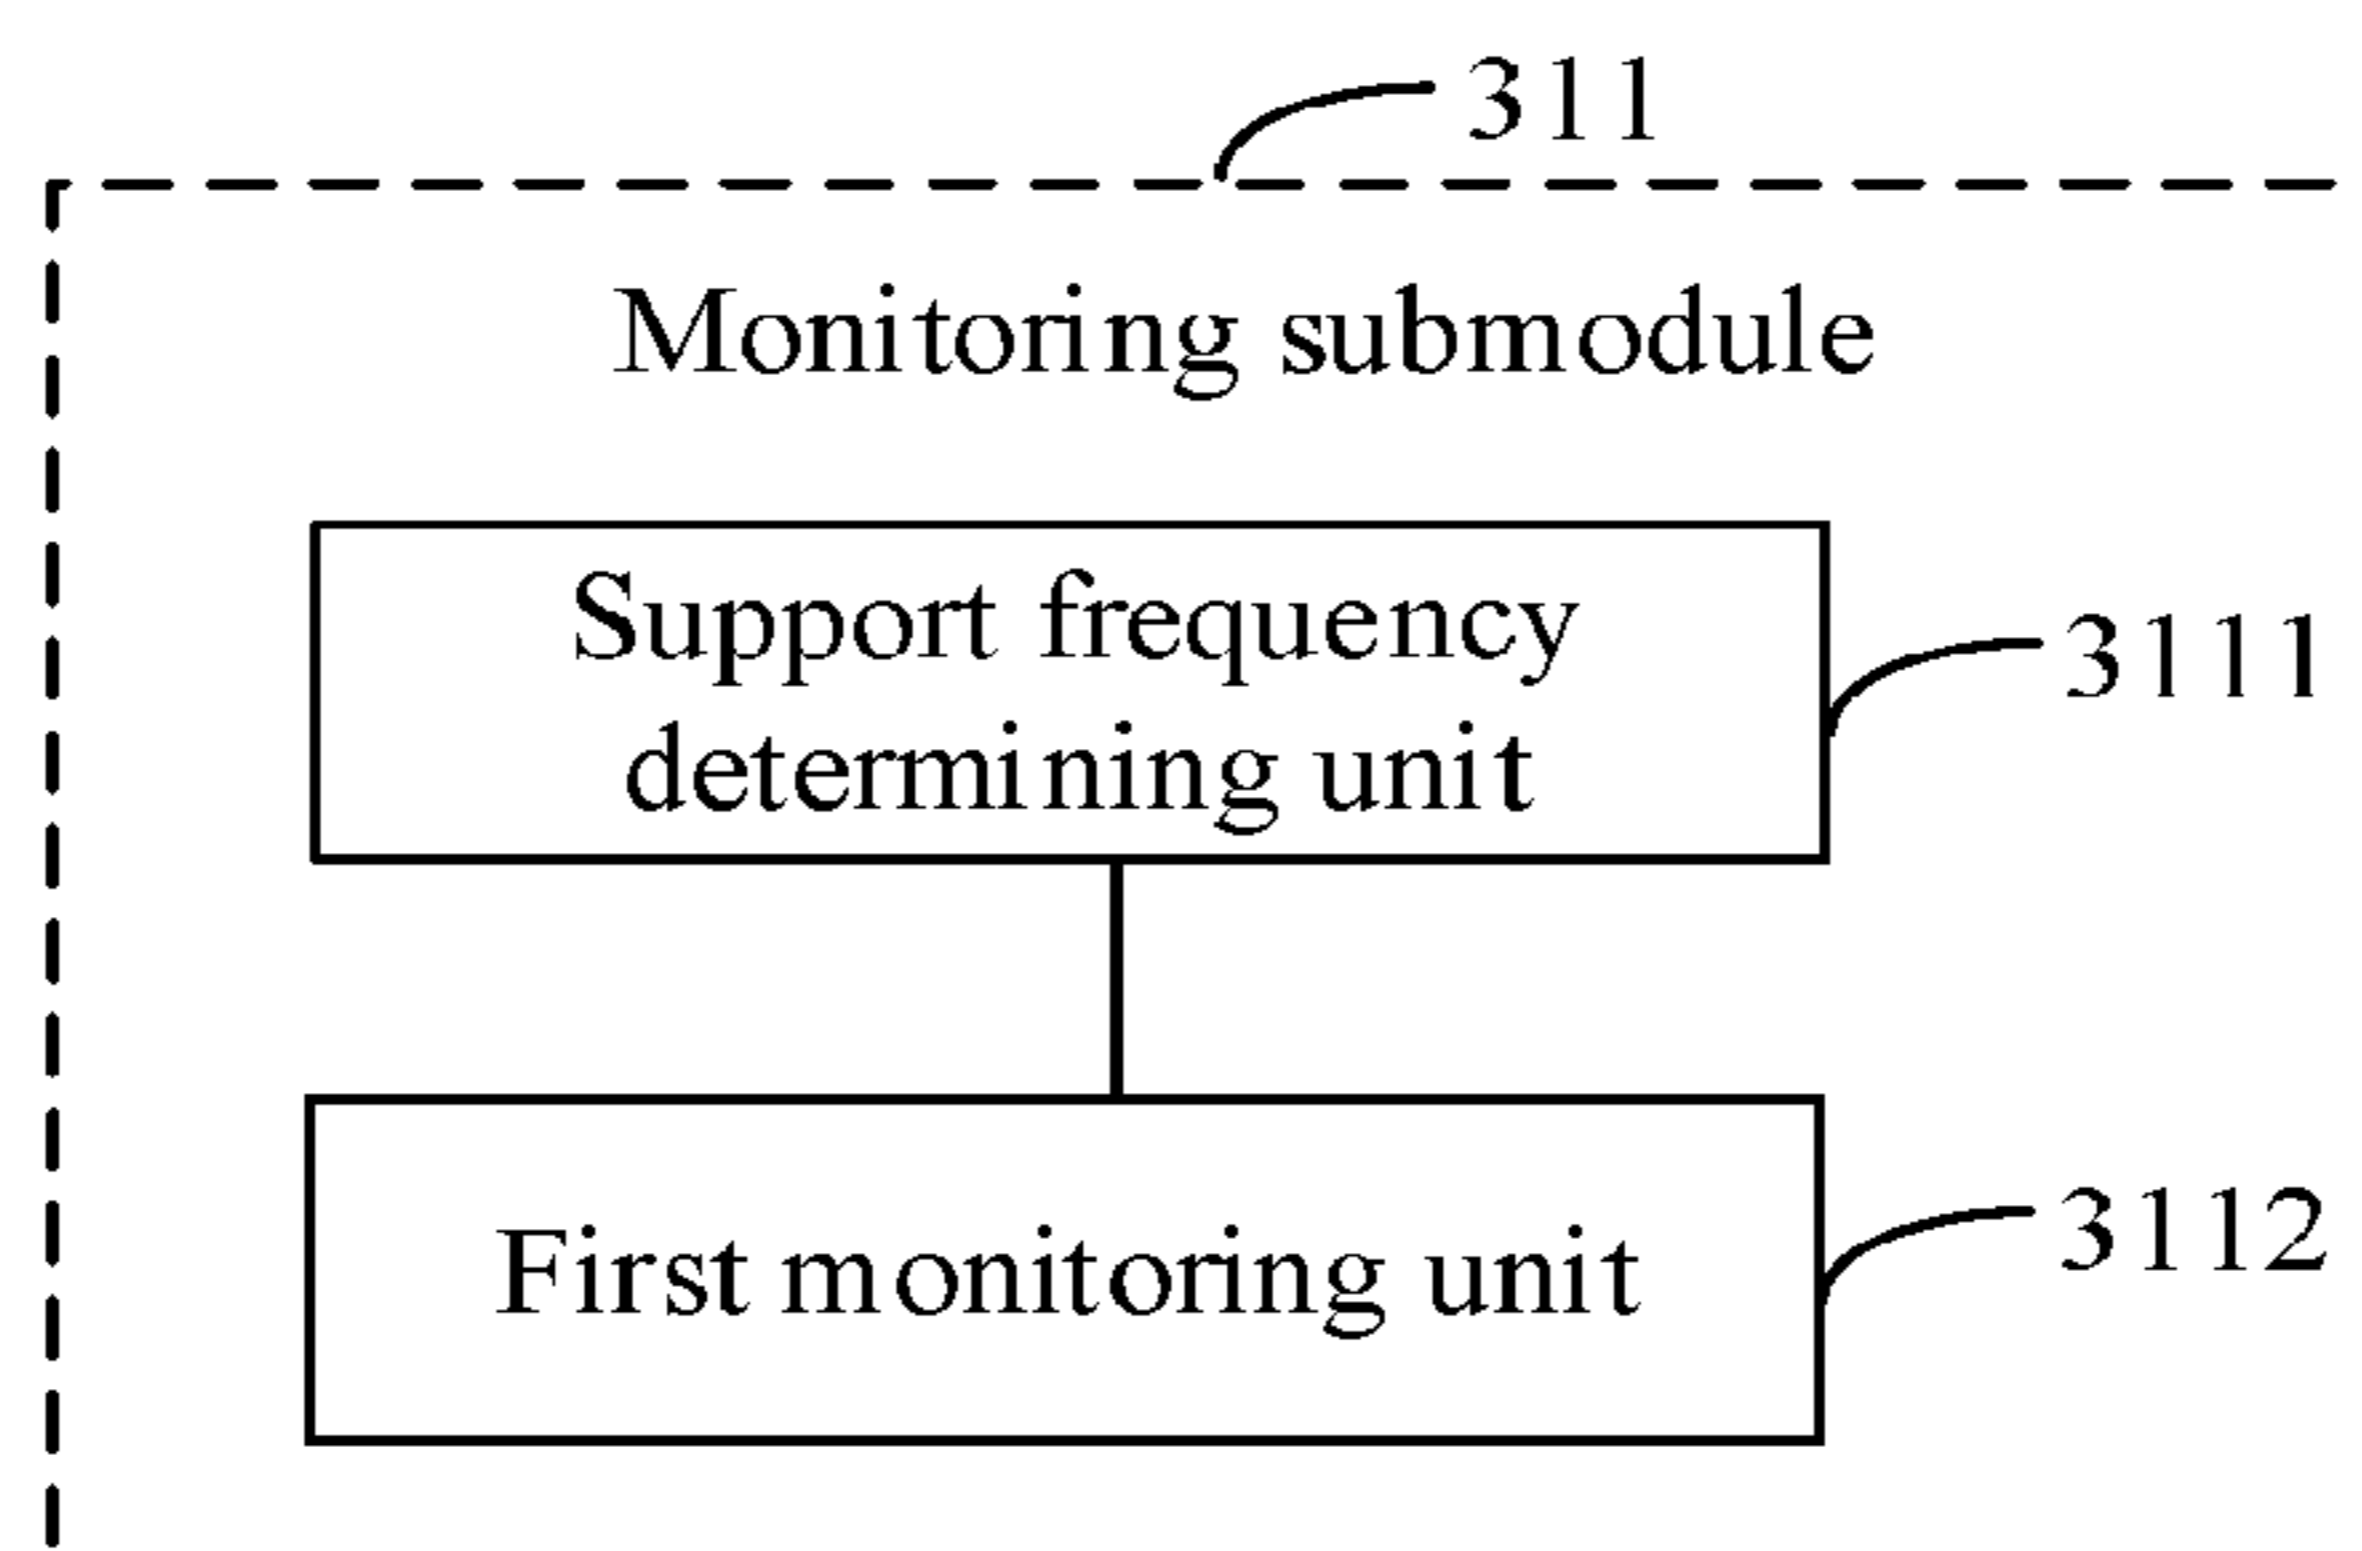 311
Monitoring submodule
Support frequency
determining unit
3111
First monitoring unit
3112